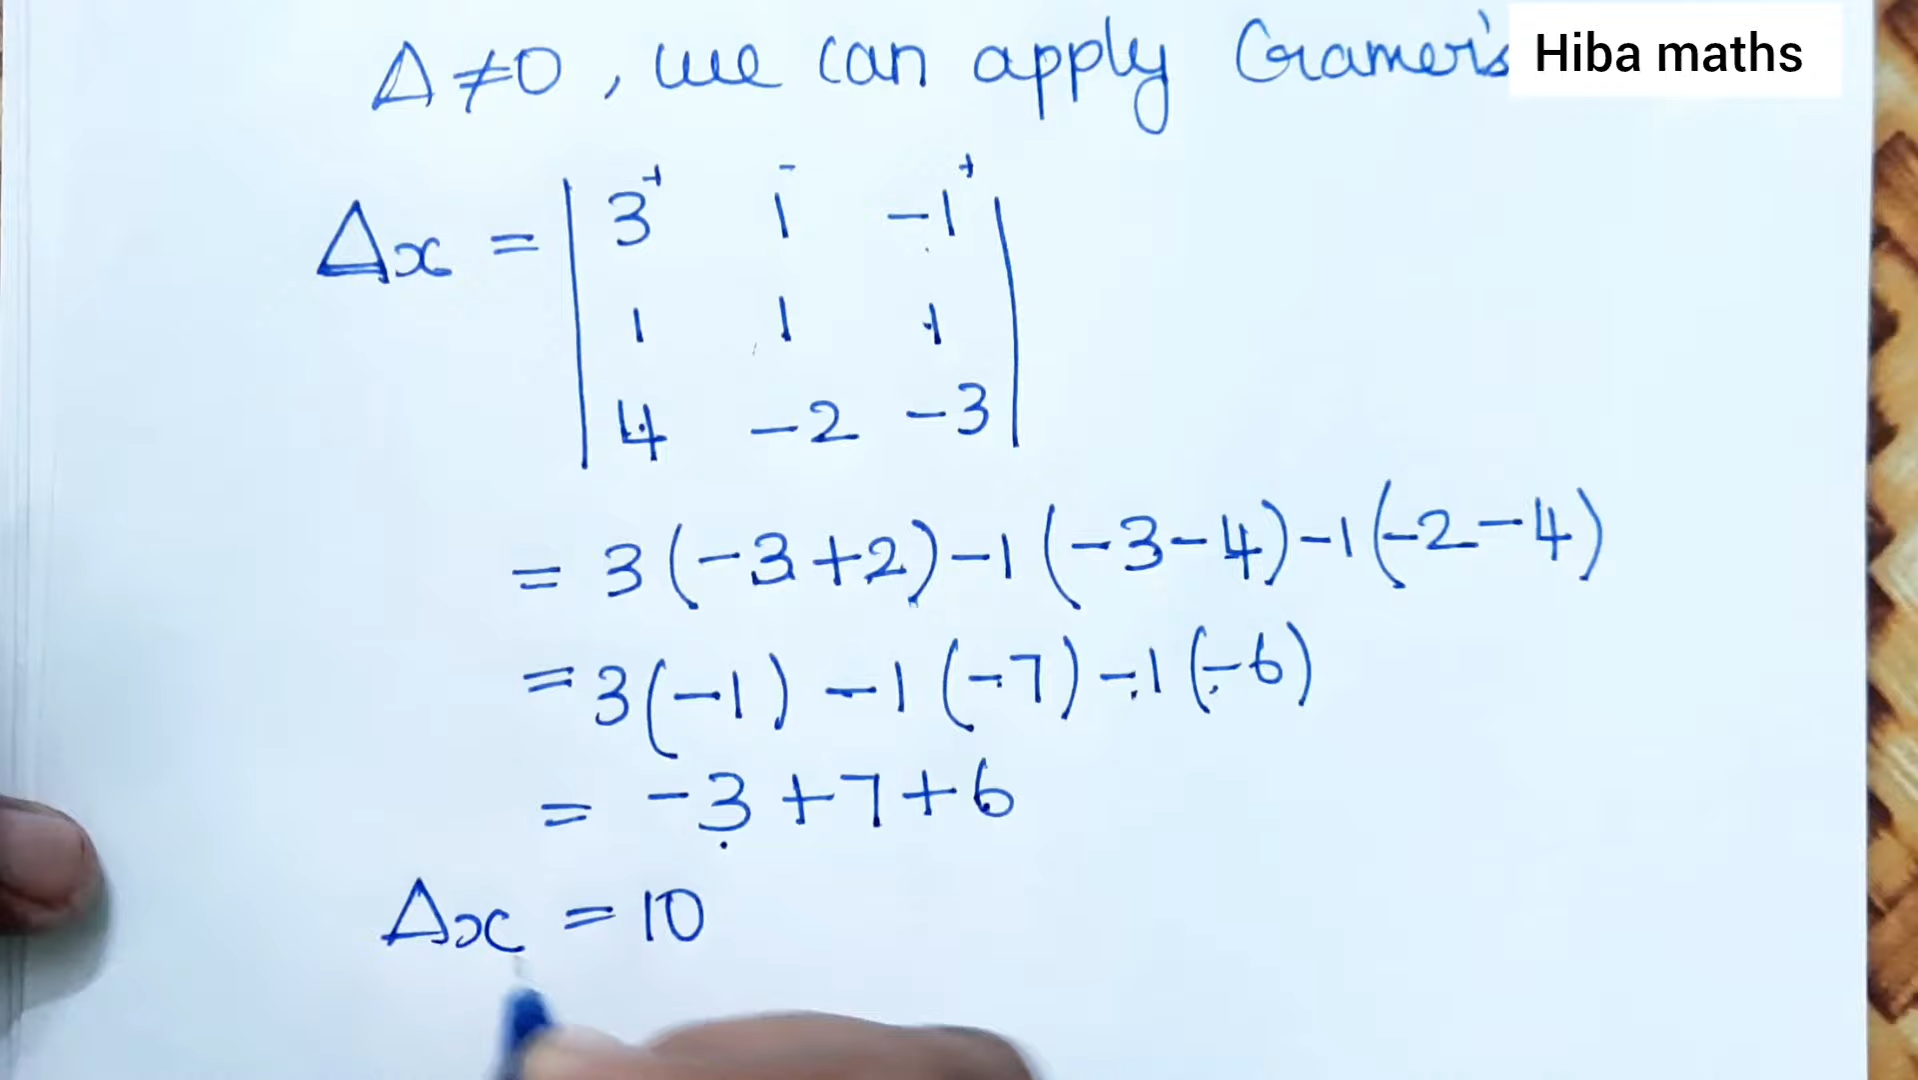 Δ≠0, we can apply Cramer's
Hiba maths
Δx = | 3⁺ 1⁻ -1⁺ |
| 1 1 1 |
| 4 -2 -3 |
= 3(-3+2)-1(-3-4)-1(-2-4)
= 3(-1) -1(-7) -1(-6)
= -3+7+6
Δx = 10